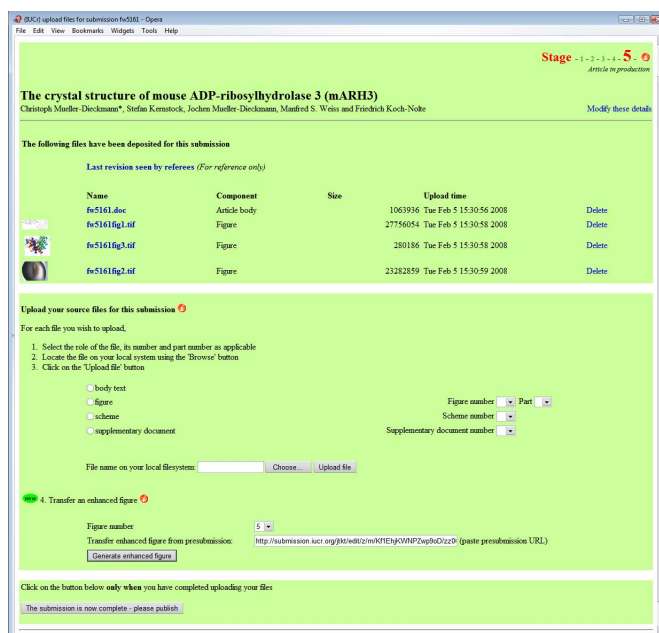 (IUCr) upload files for submission fw5161 - Opera
File Edit View Bookmarks Widgets Tools Help
Stage - 1 - 2 - 3 - 4 - 5 -
Article in production
The crystal structure of mouse ADP-ribosylhydrolase 3 (mARH3)
Christoph Mueller-Dieckmann*, Stefan Kernstock, Jochen Mueller-Dieckmann, Manfred S. Weiss and Friedrich Koch-Nolte Modify these details
The following files have been deposited for this submission
Last revision seen by referees (For reference only)
Name Component Size Upload time
fw5161.doc Article body 1063936 Tue Feb 5 15:30:56 2008 Delete
fw5161fig1.tif Figure 27756054 Tue Feb 5 15:30:58 2008 Delete
fw5161fig3.tif Figure 280186 Tue Feb 5 15:30:58 2008 Delete
fw5161fig2.tif Figure 23282859 Tue Feb 5 15:30:59 2008 Delete
Upload your source files for this submission
For each file you wish to upload,
1. Select the role of the file, its number and part number as applicable
2. Locate the file on your local system using the 'Browse' button
3. Click on the 'Upload file' button
body text
figure Figure number Part
scheme Scheme number
supplementary document Supplementary document number
File name on your local filesystem: Choose... Upload file
new 4. Transfer an enhanced figure
Figure number 5
Transfer enhanced figure from presubmission: (paste presubmission URL)
Generate enhanced figure
Click on the button below only when you have completed uploading your files
The submission is now complete - please publish